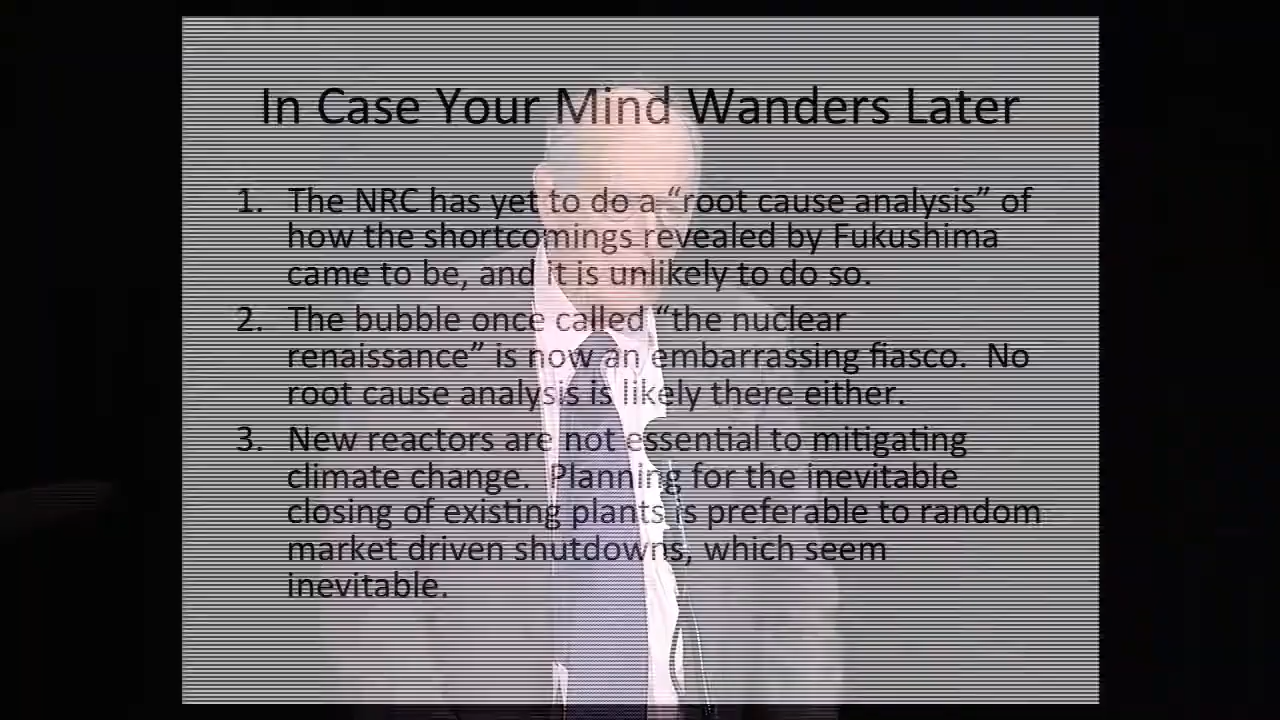 In Case Your Mind Wanders Later
1. The NRC has yet to do a “root cause analysis” of
how the shortcomings revealed by Fukushima
came to be, and it is unlikely to do so.
2. The bubble once called “the nuclear
renaissance” is now an embarrassing fiasco. No
root cause analysis is likely there either.
3. New reactors are not essential to mitigating
climate change. Planning for the inevitable
closing of existing plants is preferable to random
market driven shutdowns, which seem
inevitable.